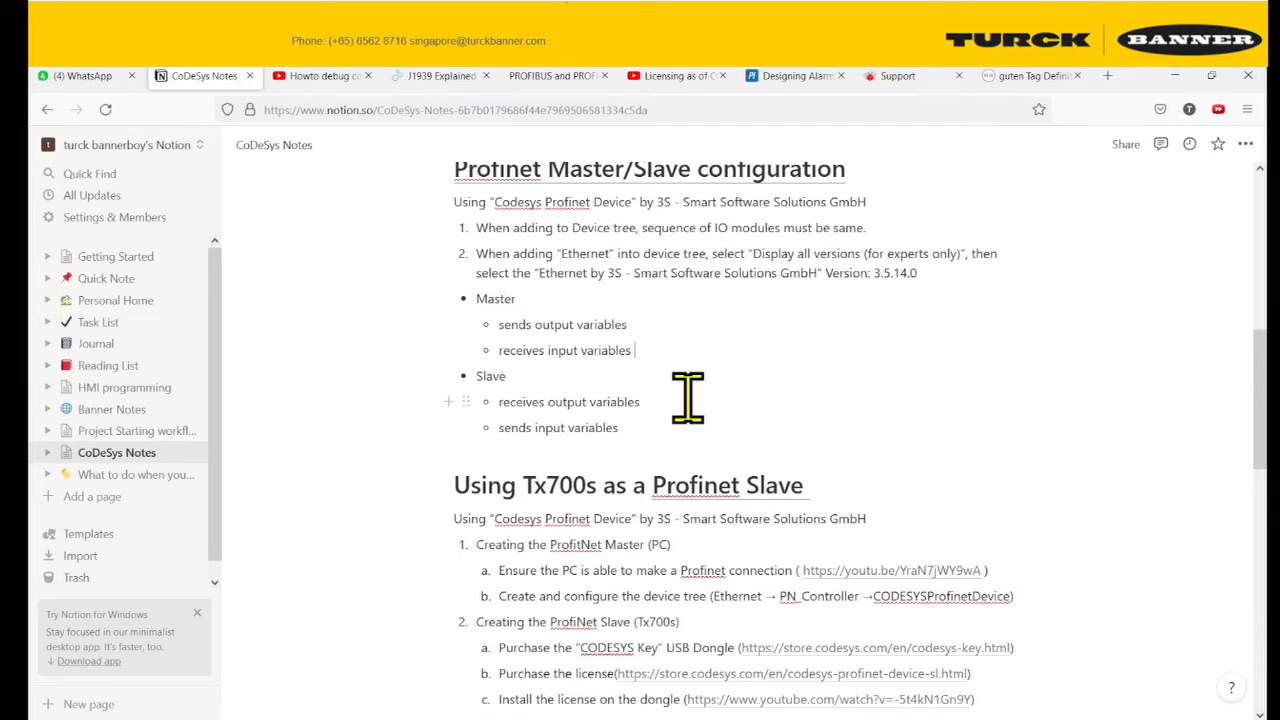 Phone: (+65) 6562 8716 singapore@turckbanner.com
TURCK
BANNER
(4) WhatsApp
CoDeSys Notes
Howto debug co
J1939 Explained
PROFIBUS and PROF
Licensing as of C
Designing Alarm
Support
guten Tag Definit
https://www.notion.so/CoDeSys-Notes-6b7b0179686f44e7969506581334c5da
T
t turck bannerboy's Notion
CoDeSys Notes
Share
Quick Find
All Updates
Settings & Members
Getting Started
Quick Note
Personal Home
Task List
Journal
Reading List
HMI programming
Banner Notes
Project Starting workfl...
CoDeSys Notes
What to do when you...
Add a page
Templates
Import
Trash
Try Notion for Windows
Stay focused in our minimalist
desktop app. It's faster, too.
Download app
New page
Profinet Master/Slave configuration
Using “Codesys Profinet Device” by 3S - Smart Software Solutions GmbH
1. When adding to Device tree, sequence of IO modules must be same.
2. When adding “Ethernet” into device tree, select “Display all versions (for experts only)”, then
select the “Ethernet by 3S - Smart Software Solutions GmbH” Version: 3.5.14.0
• Master
◦ sends output variables
◦ receives input variables
• Slave
◦ receives output variables
◦ sends input variables
Using Tx700s as a Profinet Slave
Using “Codesys Profinet Device” by 3S - Smart Software Solutions GmbH
1. Creating the ProfitNet Master (PC)
a. Ensure the PC is able to make a Profinet connection ( https://youtu.be/YraN7jWY9wA )
b. Create and configure the device tree (Ethernet → PN_Controller →CODESYSProfinetDevice)
2. Creating the ProfiNet Slave (Tx700s)
a. Purchase the “CODESYS Key” USB Dongle (https://store.codesys.com/en/codesys-key.html)
b. Purchase the license(https://store.codesys.com/en/codesys-profinet-device-sl.html)
c. Install the license on the dongle (https://www.youtube.com/watch?v=-5t4kN1Gn9Y)
?